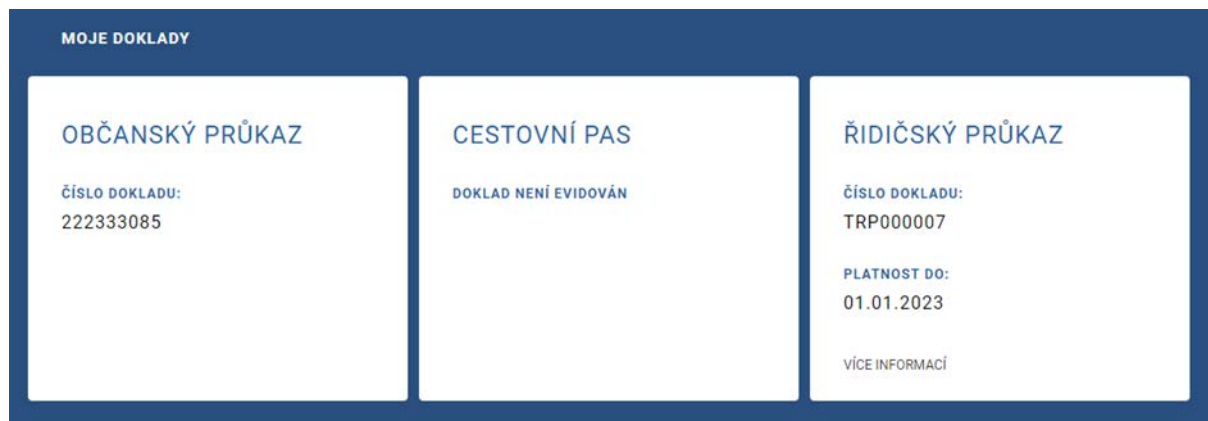 MOJE DOKLADY
OBČANSKÝ PRŮKAZ
ČÍSLO DOKLADU:
222333085
CESTOVNÍ PAS
DOKLAD NENÍ EVIDOVÁN
ŘIDIČSKÝ PRŮKAZ
ČÍSLO DOKLADU:
TRP000007
PLATNOST DO:
01.01.2023
VÍCE INFORMACÍ